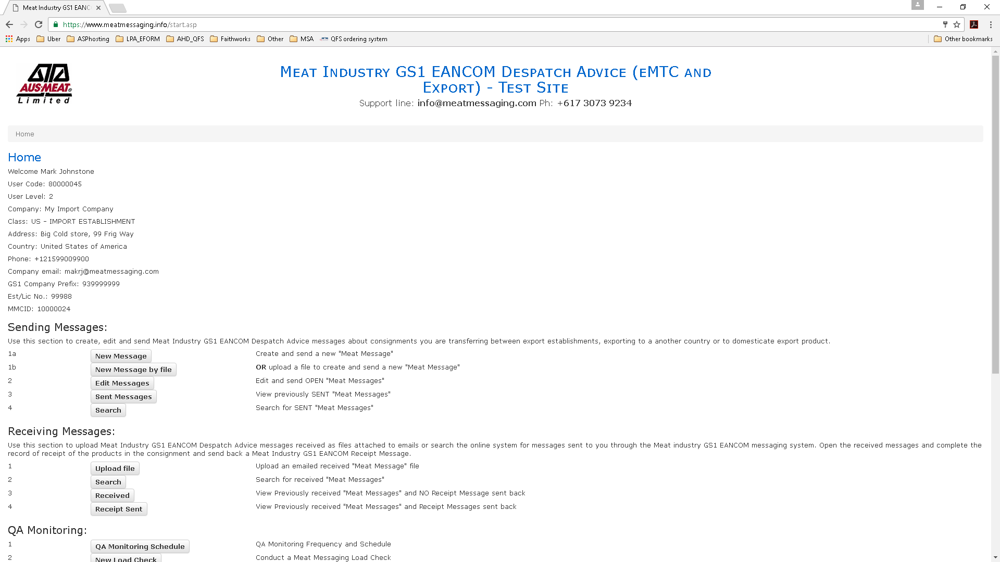 Meat Industry GS1 EANC
https://www.meatmessaging.info/start.asp
Apps Uber ASPhosting LPA_EFORM AHD_QFS Faithworks Other MSA QFS ordering system Other bookmarks
AUS-MEAT®
Limited
Meat Industry GS1 EANCOM Despatch Advice (eMTC and
Export) - Test Site
Support line: info@meatmessaging.com Ph: +617 3073 9234
Home
Home
Welcome Mark Johnstone
User Code: 80000045
User Level: 2
Company: My Import Company
Class: US - IMPORT ESTABLISHMENT
Address: Big Cold store, 99 Frig Way
Country: United States of America
Phone: +121599009900
Company email: makrj@meatmessaging.com
GS1 Company Prefix: 939999999
Est/Lic No.: 99988
MMCID: 10000024
Sending Messages:
Use this section to create, edit and send Meat Industry GS1 EANCOM Despatch Advice messages about consignments you are transferring between export establishments, exporting to a another country or to domesticate export product.
1a New Message Create and send a new "Meat Message"
1b New Message by file OR upload a file to create and send a new "Meat Message"
2 Edit Messages Edit and send OPEN "Meat Messages"
3 Sent Messages View previously SENT "Meat Messages"
4 Search Search for SENT "Meat Messages"
Receiving Messages:
Use this section to upload Meat Industry GS1 EANCOM Despatch Advice messages received as files attached to emails or search the online system for messages sent to you through the Meat industry GS1 EANCOM messaging system. Open the received messages and complete the
record of receipt of the products in the consignment and send back a Meat Industry GS1 EANCOM Receipt Message.
1 Upload file Upload an emailed received "Meat Message" file
2 Search Search for received "Meat Messages"
3 Received View Previously received "Meat Messages" and NO Receipt Message sent back
4 Receipt Sent View Previously received "Meat Messages" and Receipt Messages sent back
QA Monitoring:
1 QA Monitoring Schedule QA Monitoring Frequency and Schedule
2 New Load Check Conduct a Meat Messaging Load Check